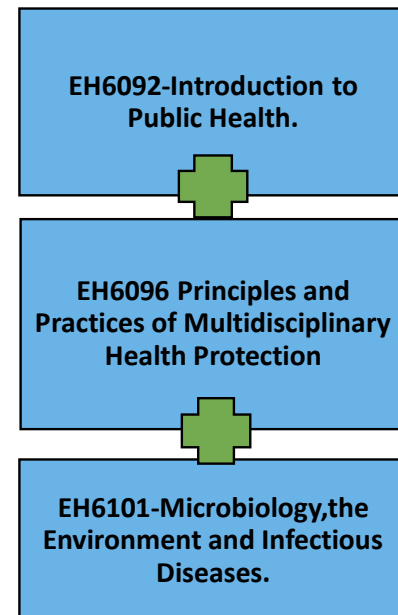 EH6092-Introduction to
Public Health.
EH6096 Principles and
Practices of Multidisciplinary
Health Protection
EH6101-Microbiology,the
Environment and Infectious
Diseases.